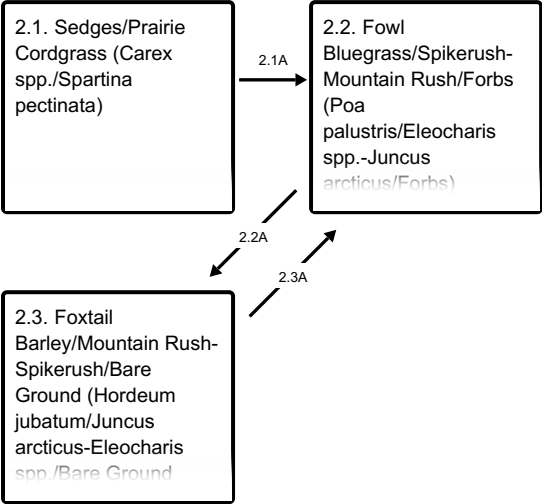 2.1. Sedges/Prairie
Cordgrass (Carex
spp./Spartina
pectinata)
2.1A
2.2. Fowl
Bluegrass/Spikerush-
Mountain Rush/Forbs
(Poa
palustris/Eleocharis
spp.-Juncus
arcticus/Forbs)
2.2A
2.3A
2.3. Foxtail
Barley/Mountain Rush-
Spikerush/Bare
Ground (Hordeum
jubatum/Juncus
arcticus-Eleocharis
spp./Bare Ground